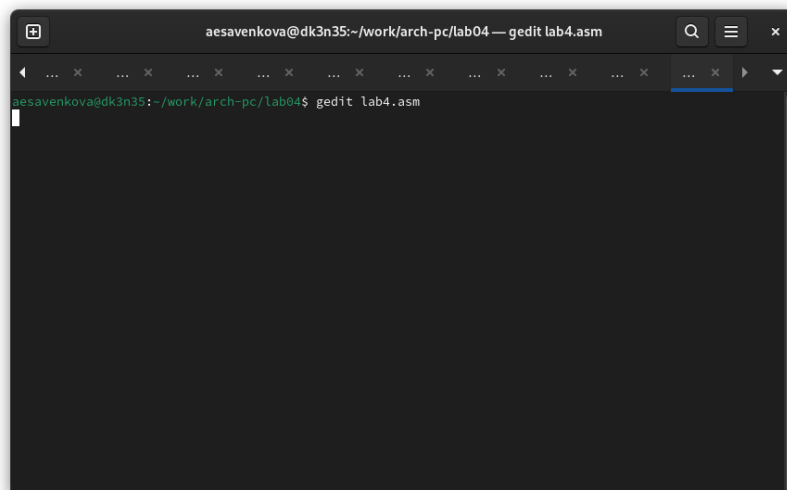 aesavenkova@dk3n35:~/work/arch-pc/lab04 — gedit lab4.asm
... ... ... ... ... ... ... ... ... ...
aesavenkova@dk3n35:~/work/arch-pc/lab04$ gedit lab4.asm